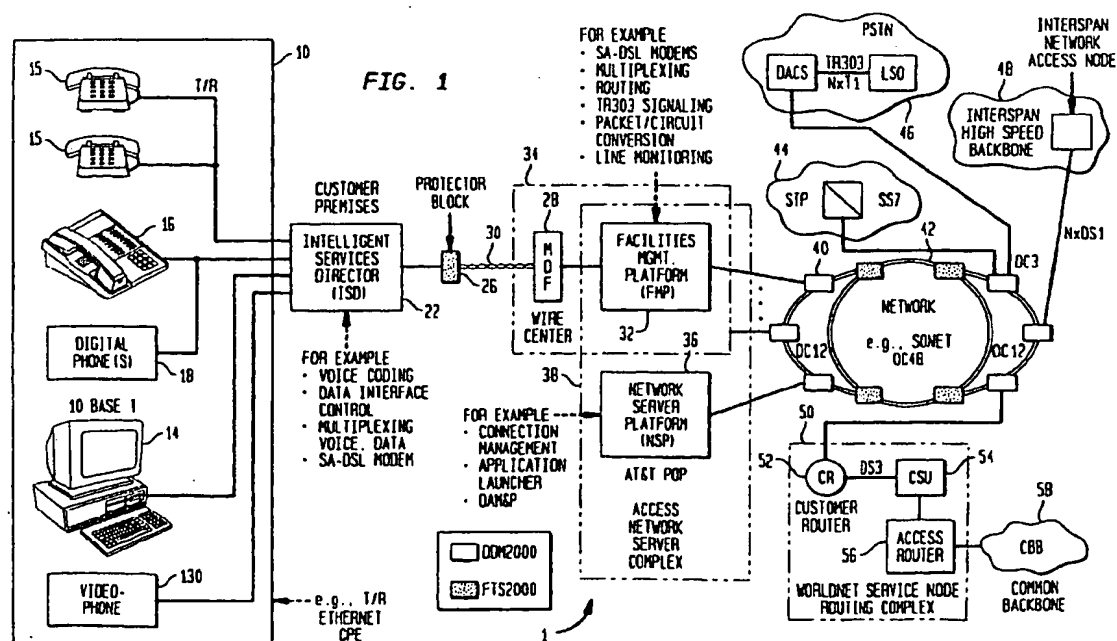 FIG. 1
10
15
15
T/R
16
DIGITAL
PHONE(S)
18
10 BASE 1
14
VIDEO-
PHONE
130
e.g., T/R
ETHERNET
CPE
CUSTOMER
PREMISES
INTELLIGENT
SERVICES
DIRECTOR
(ISD)
22
FOR EXAMPLE
• VOICE CODING
• DATA INTERFACE
CONTROL
• MULTIPLEXING
VOICE, DATA
• SA-DSL MODEM
PROTECTOR
BLOCK
26
30
34
28
MDF
WIRE
CENTER
FOR EXAMPLE
• SA-DSL MODEMS
• MULTIPLEXING
• ROUTING
• TR303 SIGNALING
• PACKET/CIRCUIT
CONVERSION
• LINE MONITORING
FACILITIES
MGMT.
PLATFORM
(FMP)
32
36
38
NETWORK
SERVER
PLATFORM
(NSP)
AT&T POP
FOR EXAMPLE
• CONNECTION
MANAGEMENT
• APPLICATION
LAUNCHER
• OAM&P
ACCESS
NETWORK
SERVER
COMPLEX
DDM2000
FTS2000
1
PSTN
DACS
TR303
NxT1
LSO
46
44
STP
SS7
INTERSPAN
NETWORK
ACCESS NODE
48
INTERSPAN
HIGH SPEED
BACKBONE
NxDS1
40
42
OC3
NETWORK
e.g., SONET
OC48
OC12
OC12
50
52
CR
DS3
CSU
54
CUSTOMER
ROUTER
56
ACCESS
ROUTER
WORLDNET SERVICE NODE
ROUTING COMPLEX
58
CBB
COMMON
BACKBONE